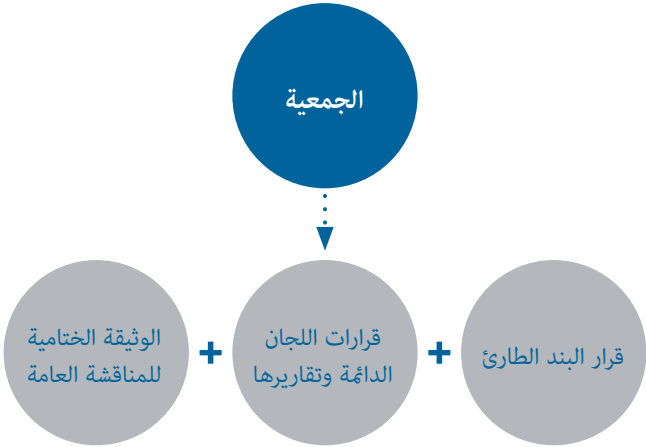 الجمعية
قرار البند الطارئ
+
قرارات اللجان
الدائمة وتقاريرها
+
الوثيقة الختامية
للمناقشة العامة